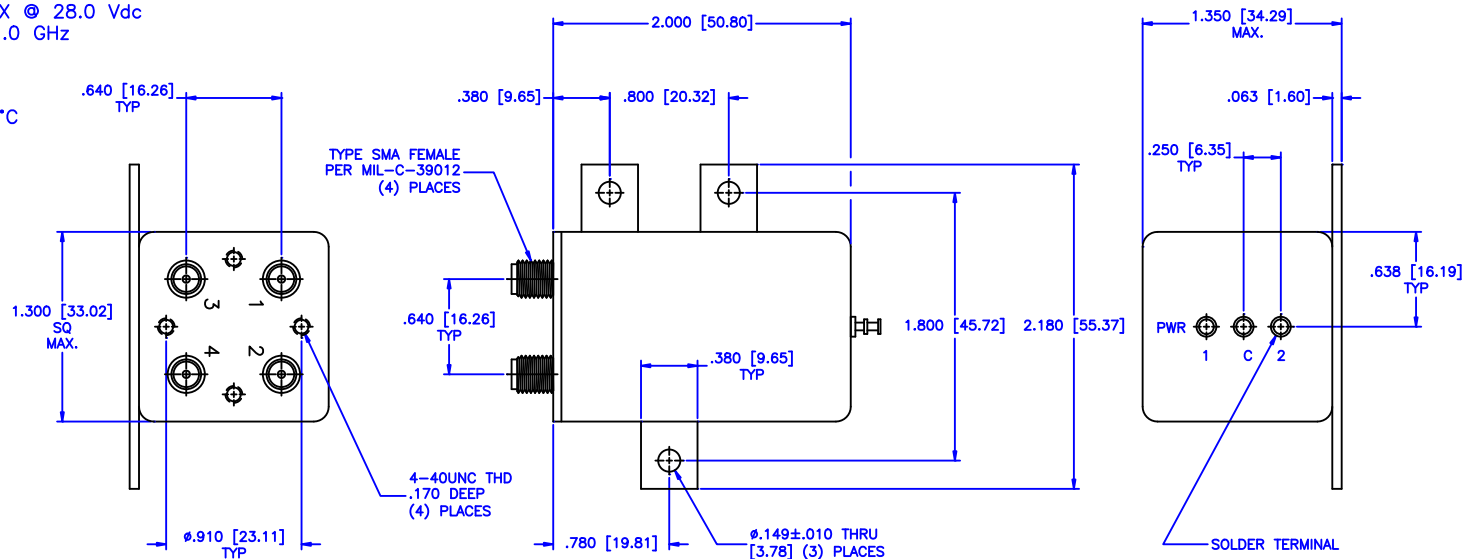 X @ 28.0 Vdc
.0 GHz
°C
.640 [16.26]
TYP
1.300 [33.02]
SQ
MAX.
3
1
4
2
4-40UNC THD
.170 DEEP
(4) PLACES
ø.910 [23.11]
TYP
2.000 [50.80]
.380 [9.65]
.800 [20.32]
TYPE SMA FEMALE
PER MIL-C-39012
(4) PLACES
.640 [16.26]
TYP
.380 [9.65]
TYP
1.800 [45.72]
2.180 [55.37]
.780 [19.81]
ø.149±.010 THRU
[3.78] (3) PLACES
1.350 [34.29]
MAX.
.063 [1.60]
.250 [6.35]
TYP
.638 [16.19]
TYP
PWR
1 C 2
SOLDER TERMINAL